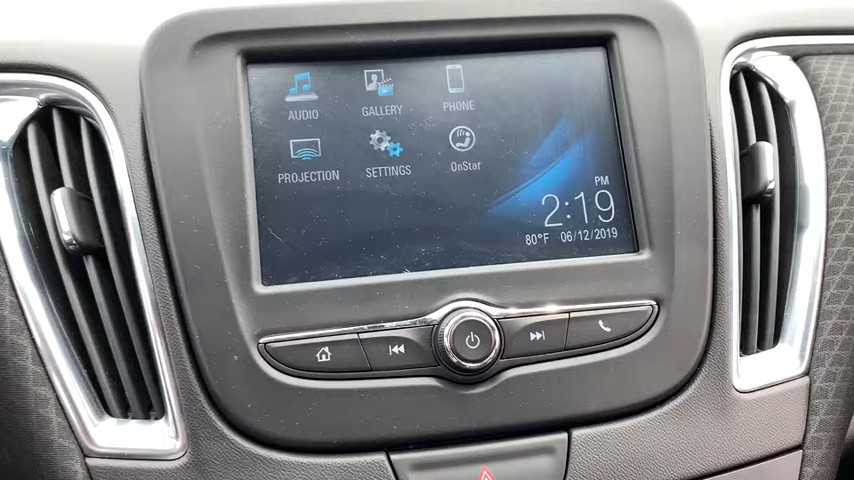 AUDIO
GALLERY
PHONE
PROJECTION
SETTINGS
OnStar
PM
2:19
80°F 06/12/2019